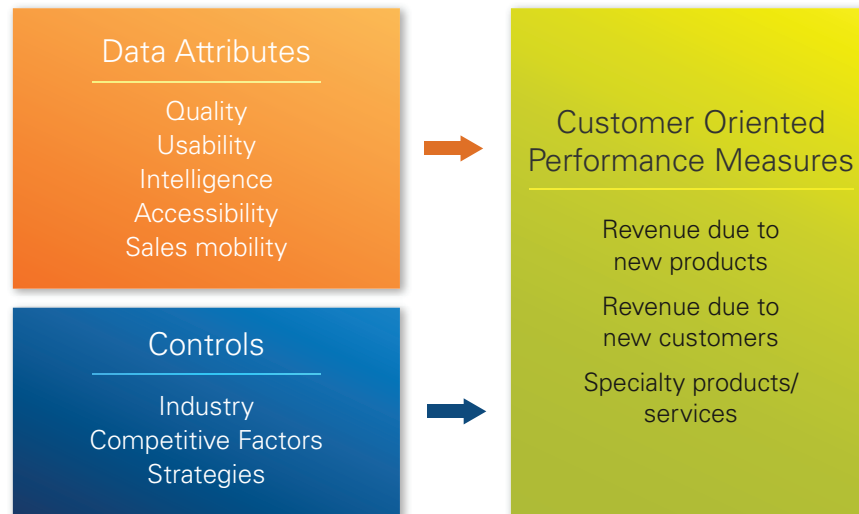 Data Attributes
Quality
Usability
Intelligence
Accessibility
Sales mobility
Controls
Industry
Competitive Factors
Strategies
Customer Oriented
Performance Measures
Revenue due to
new products
Revenue due to
new customers
Specialty products/
services